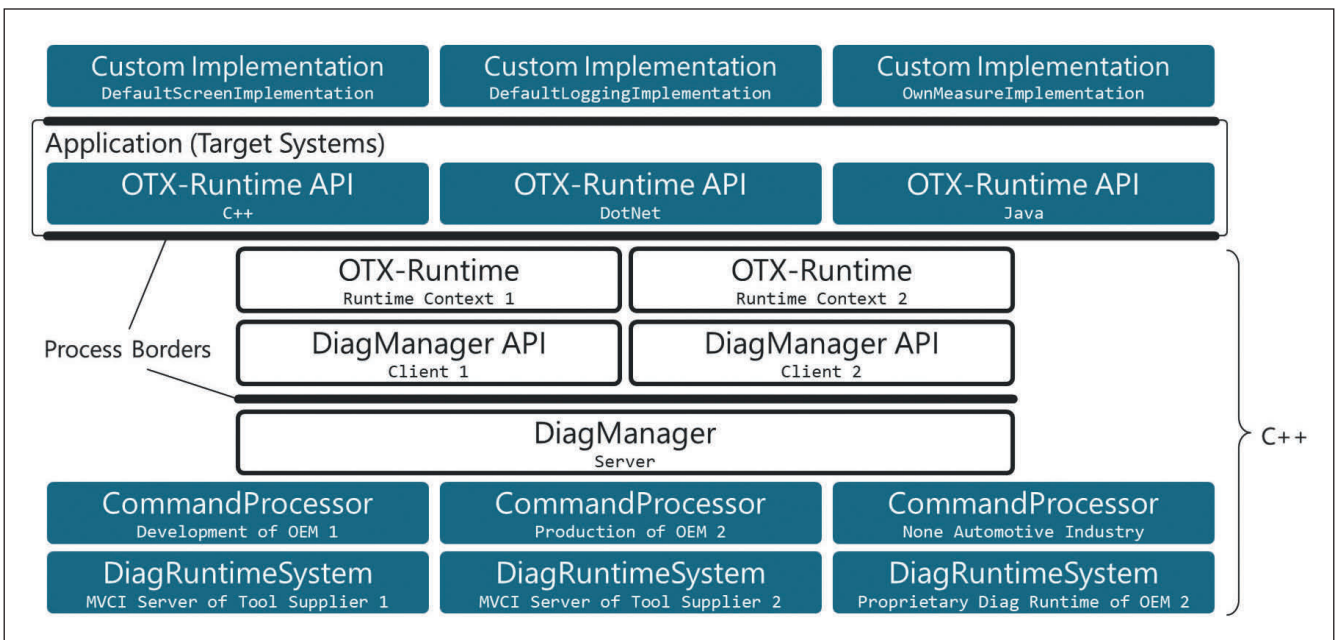 Custom Implementation
DefaultScreenImplementation
Custom Implementation
DefaultLoggingImplementation
Custom Implementation
OwnMeasureImplementation
Application (Target Systems)
OTX-Runtime API
C++
OTX-Runtime API
DotNet
OTX-Runtime API
Java
OTX-Runtime
Runtime Context 1
OTX-Runtime
Runtime Context 2
Process Borders
DiagManager API
Client 1
DiagManager API
Client 2
DiagManager
Server
C++
CommandProcessor
Development of OEM 1
CommandProcessor
Production of OEM 2
CommandProcessor
None Automotive Industry
DiagRuntimeSystem
MVCI Server of Tool Supplier 1
DiagRuntimeSystem
MVCI Server of Tool Supplier 2
DiagRuntimeSystem
Proprietary Diag Runtime of OEM 2